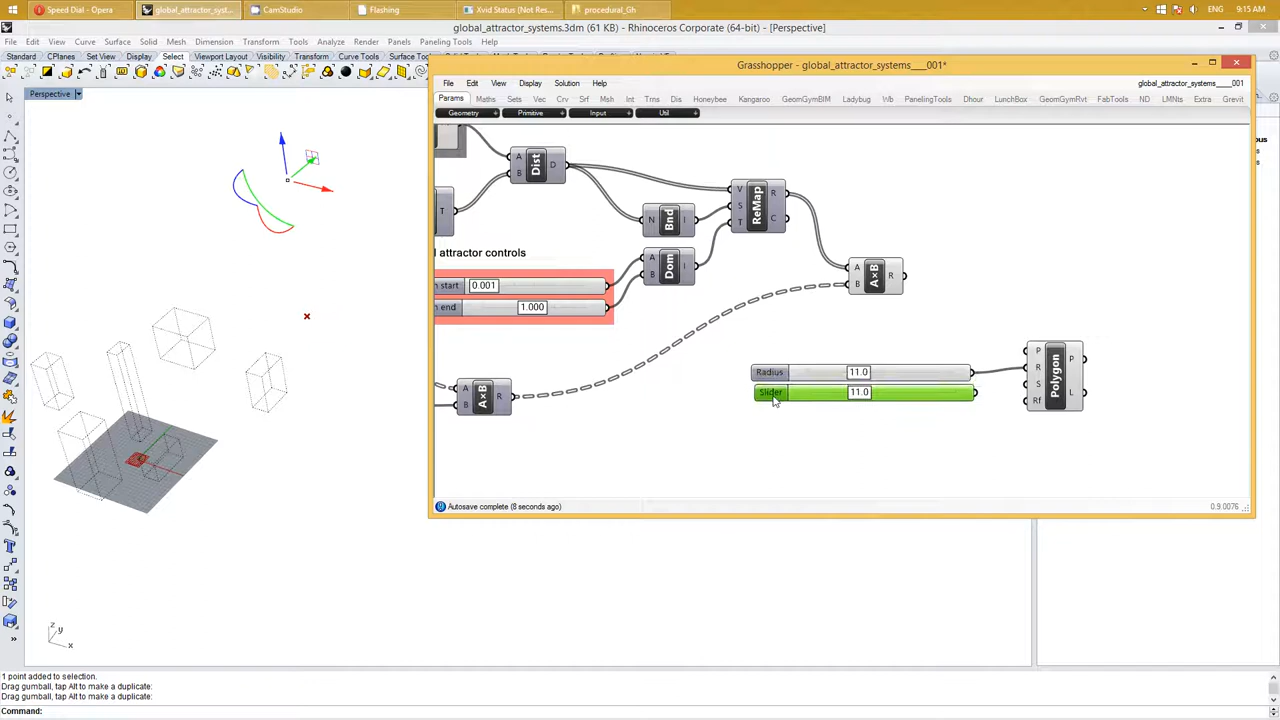 Speed Dial - Opera
global_attractor_syst...
CamStudio
Flashing
Xvid Status (Not Res...
procedural_Gh
ENG
9:15 AM
global_attractor_systems.3dm (61 KB) - Rhinoceros Corporate (64-bit) - [Perspective]
File Edit View Curve Surface Solid Mesh Dimension Transform Tools Analyze Render Panels Paneling Tools Help
Standard CPlanes Set View Display Select Viewport Layout Visibility Transform Curve Tools Surface Too
Perspective
Grasshopper - global_attractor_systems____001*
File Edit View Display Solution Help
global_attractor_systems____001
Params Maths Sets Vec Crv Srf Msh Int Trns Dis Honeybee Kangaroo GeomGymBIM Ladybug Wb PanelingTools Dhour LunchBox GeomGymRvt FabTools ND LMNts Extra Grevit
Geometry Primitive Input Util
A B Dist D
T
N Bnd I
V S T ReMap R C
l attractor controls
n start 0.001
n end 1.000
A B Dom I
A B A×B R
A B A×B R
Radius 11.0
Slider 11.0
P R S Rf Polygon P L
Autosave complete (8 seconds ago)
0.9.0076
z y x
1 point added to selection.
Drag gumball, tap Alt to make a duplicate:
Drag gumball, tap Alt to make a duplicate:
Command: